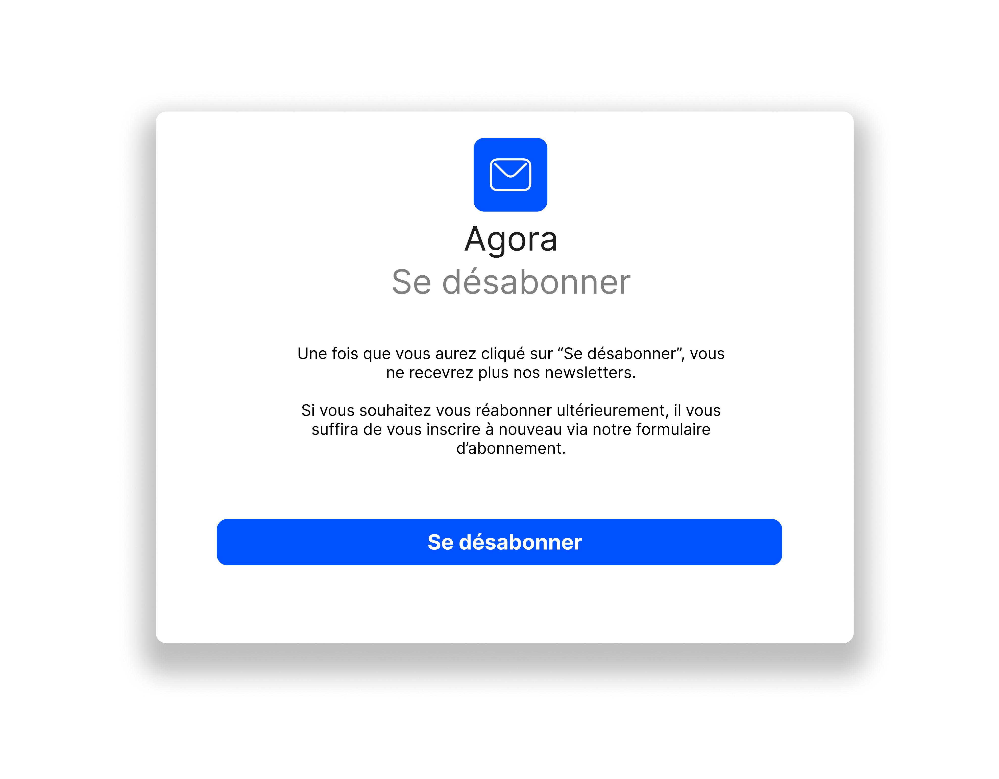 Agora
Se désabonner
Une fois que vous aurez cliqué sur “Se désabonner”, vous
ne recevrez plus nos newsletters.
Si vous souhaitez vous réabonner ultérieurement, il vous
suffira de vous inscrire à nouveau via notre formulaire
d’abonnement.
Se désabonner